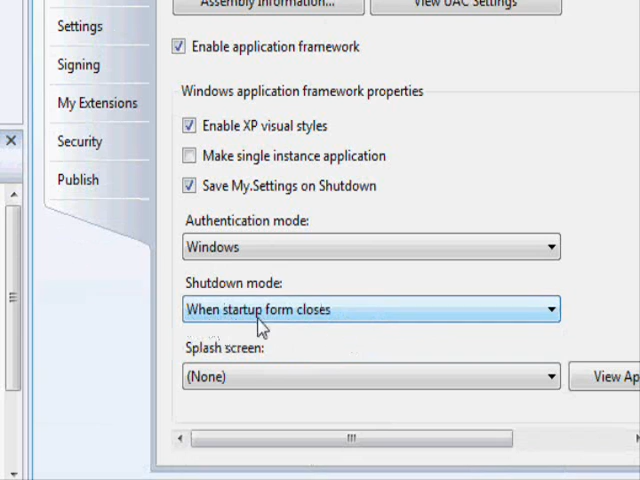 Assembly Information...
View UAC Settings
Settings
Enable application framework
Signing
Windows application framework properties
My Extensions
Enable XP visual styles
Security
Make single instance application
Publish
Save My.Settings on Shutdown
Authentication mode:
Windows
Shutdown mode:
When startup form closes
Splash screen:
(None)
View Ap